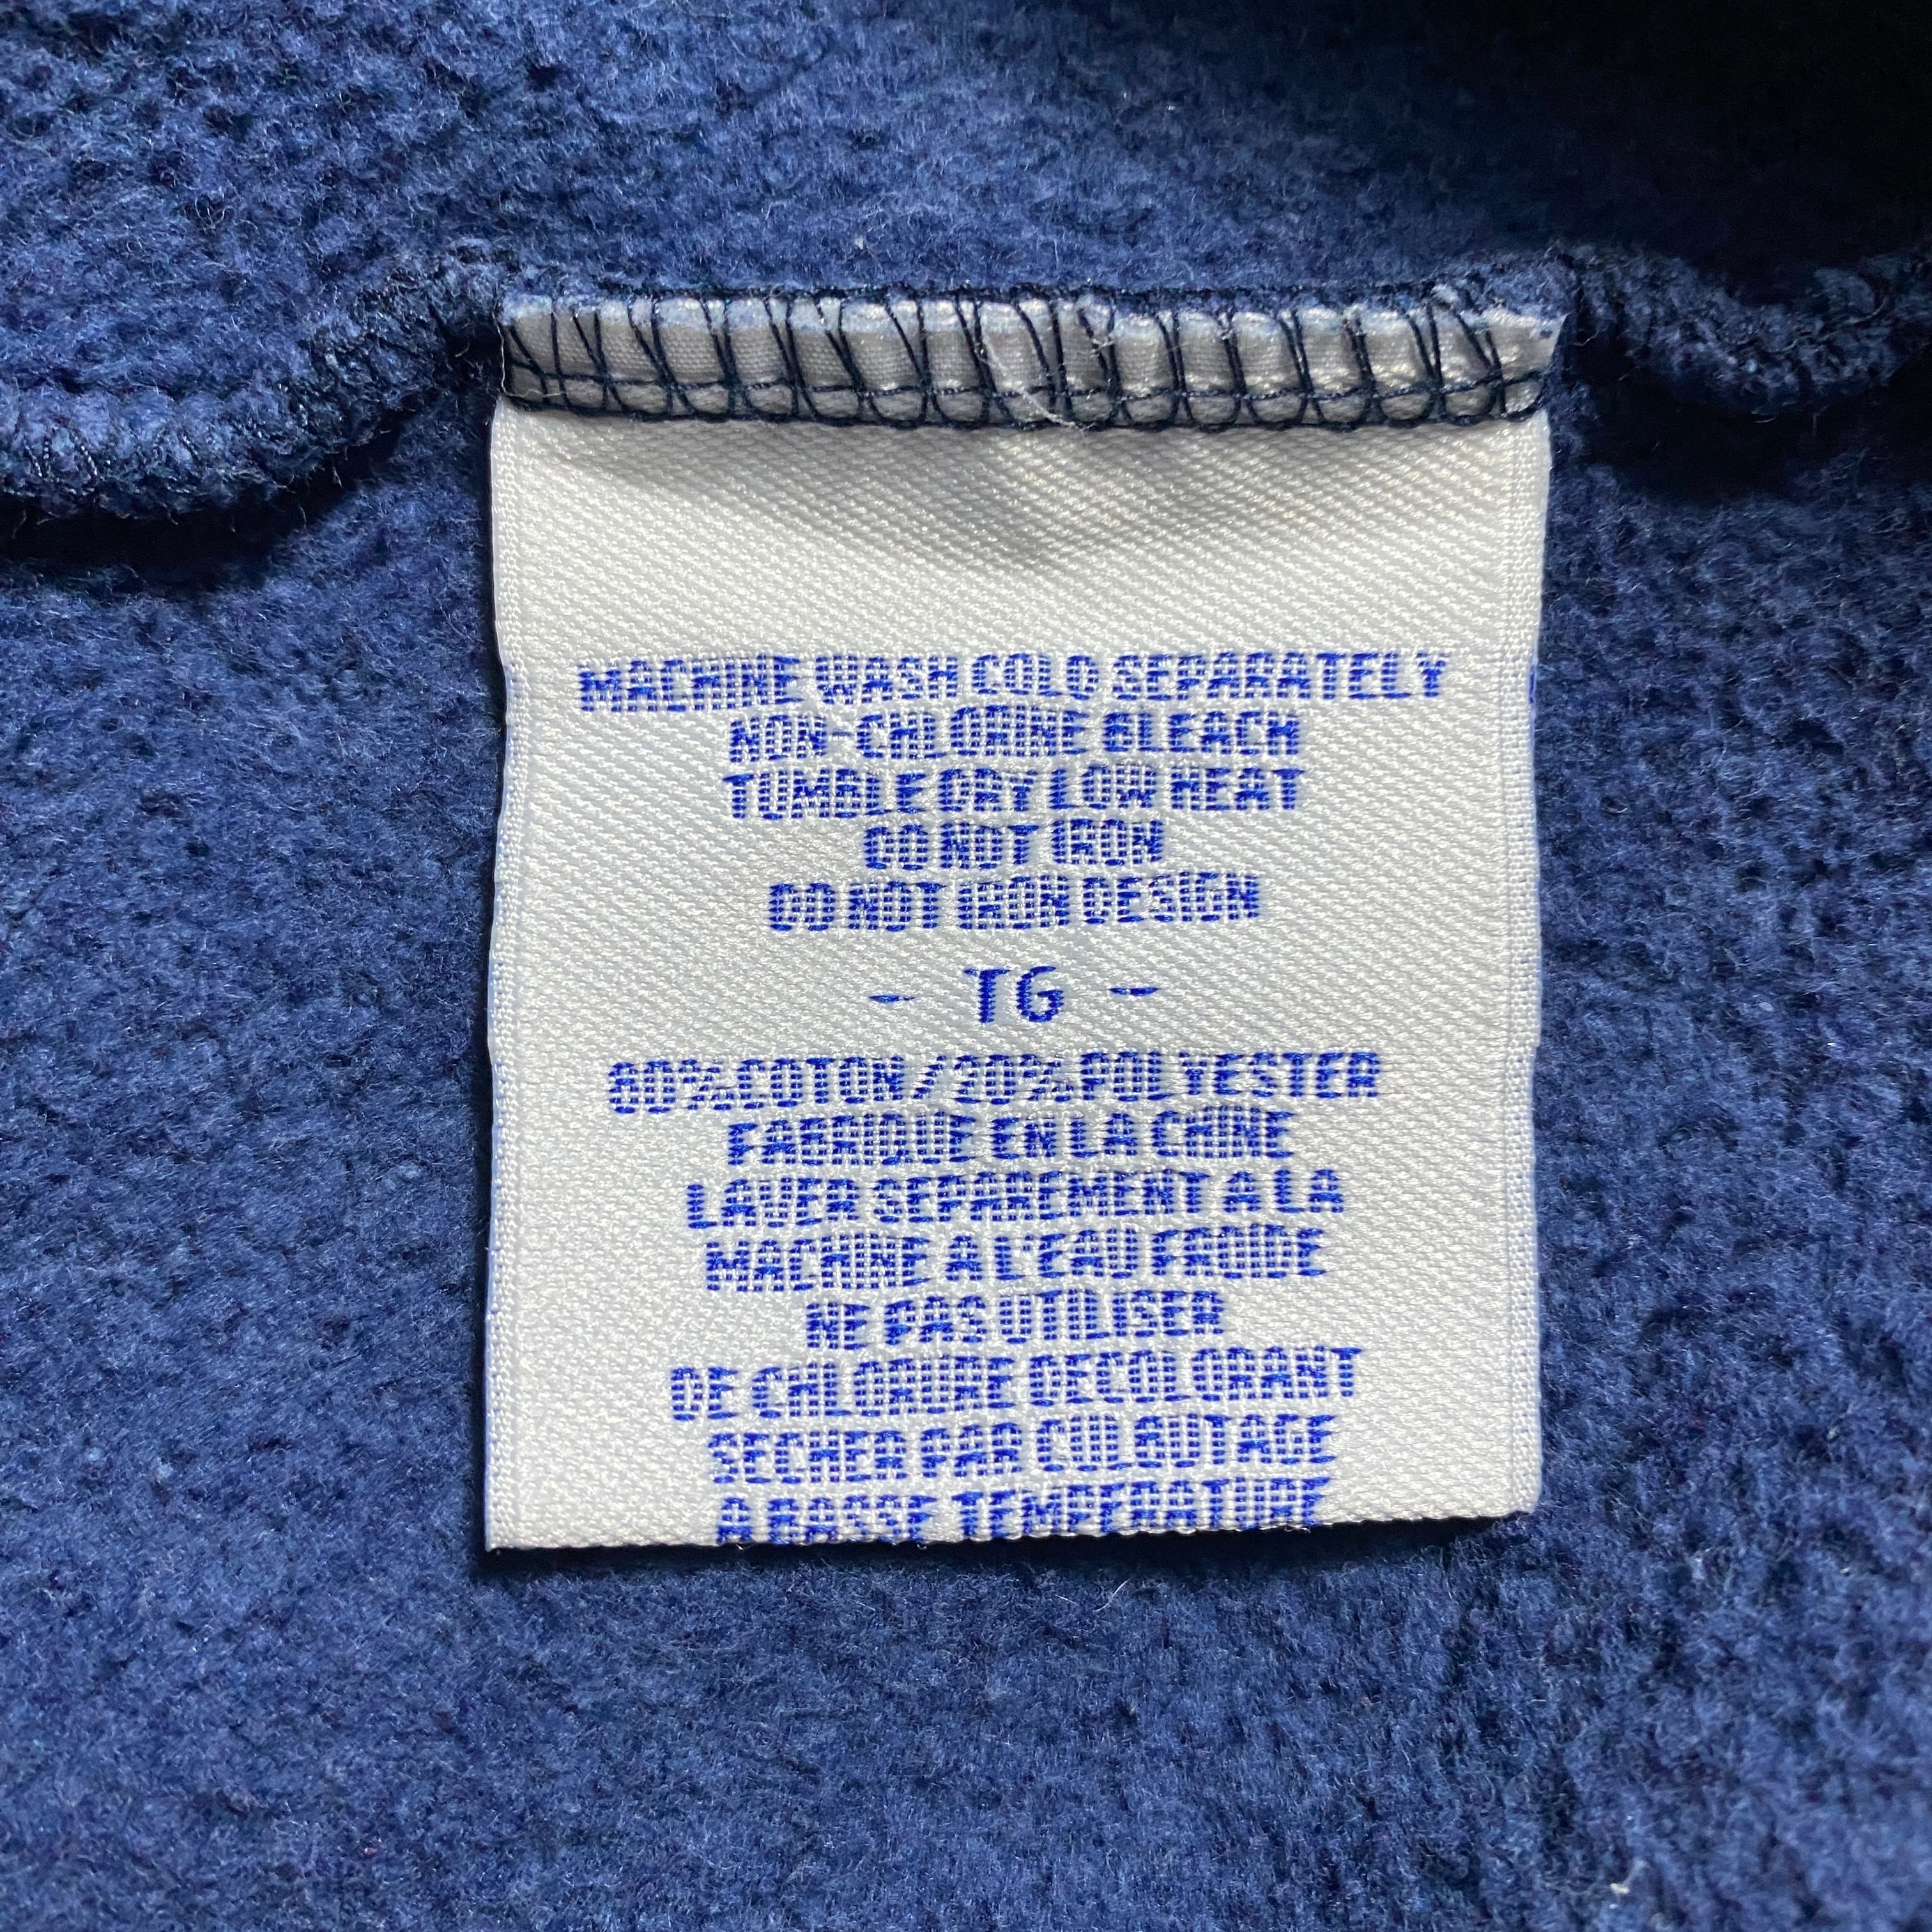 MACHINE WASH COLD SEPARATELY
NON-CHLORINE BLEACH
TUMBLE DRY LOW HEAT
DO NOT IRON
DO NOT IRON DESIGN
- TG -
80% COTON / 20% POLYESTER
FABRIQUE EN LA CHINE
LAVER SEPAREMENT A LA
MACHINE A L'EAU FROIDE
NE PAS UTILISER
DE CHLORURE DECOLORANT
SECHER PAR CULBUTAGE
A BASSE TEMPERATURE